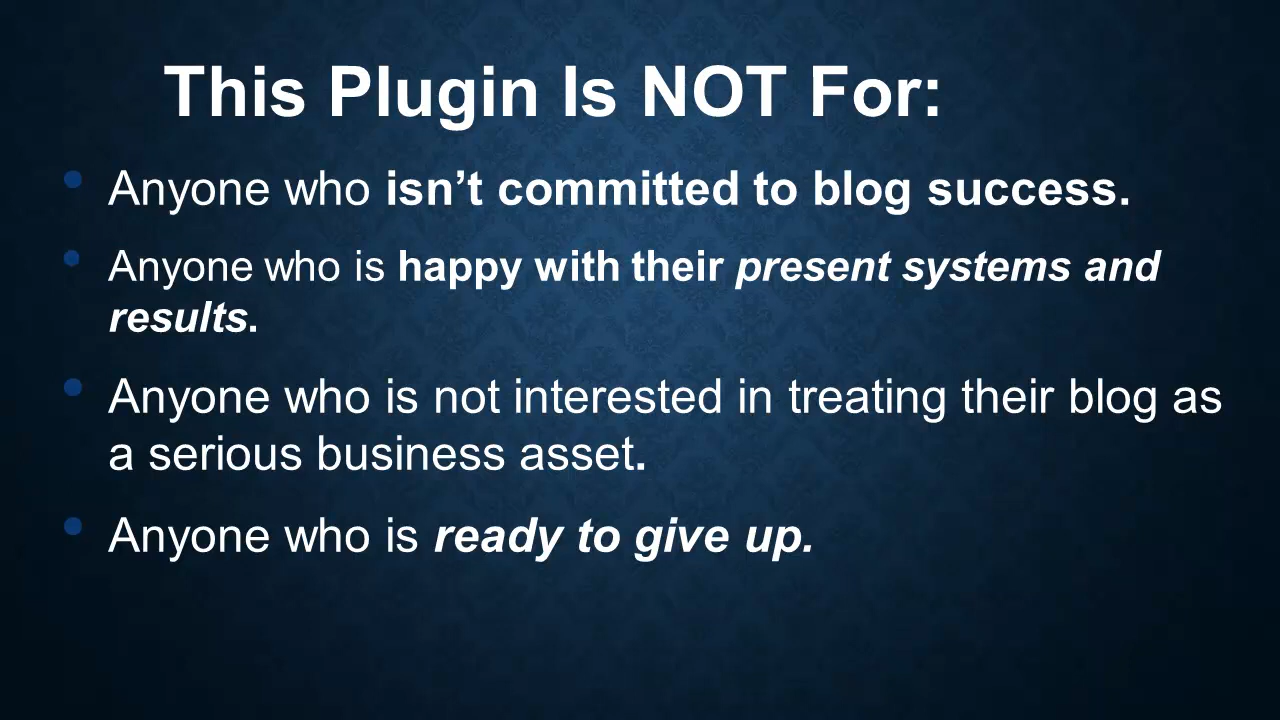 This Plugin Is NOT For:
• Anyone who isn’t committed to blog success.
• Anyone who is happy with their present systems and
results.
• Anyone who is not interested in treating their blog as
a serious business asset.
• Anyone who is ready to give up.